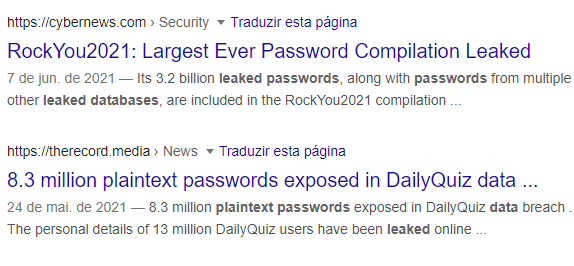 https://cybernews.com › Security ▾ Traduzir esta página
RockYou2021: Largest Ever Password Compilation Leaked
7 de jun. de 2021 — Its 3.2 billion leaked passwords, along with passwords from multiple
other leaked databases, are included in the RockYou2021 compilation ...
https://therecord.media › News ▾ Traduzir esta página
8.3 million plaintext passwords exposed in DailyQuiz data ...
24 de mai. de 2021 — 8.3 million plaintext passwords exposed in DailyQuiz data breach .
The personal details of 13 million DailyQuiz users have been leaked online ...